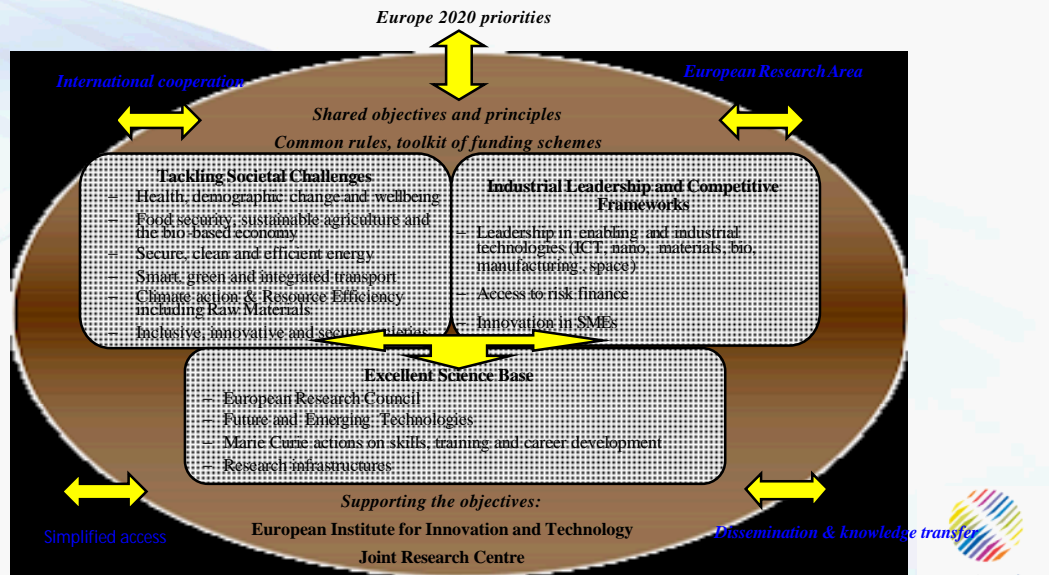 Europe 2020 priorities
International cooperation
European Research Area
Shared objectives and principles
Common rules, toolkit of funding schemes
Tackling Societal Challenges
– Health, demographic change and wellbeing
– Food security, sustainable agriculture and
the bio-based economy
– Secure, clean and efficient energy
– Smart, green and integrated transport
– Climate action & Resource Efficiency
including Raw Materials
– Inclusive, innovative and secure societies
Industrial Leadership and Competitive
Frameworks
– Leadership in enabling and industrial
technologies (ICT, nano, materials, bio,
manufacturing, space)
– Access to risk finance
– Innovation in SMEs
Excellent Science Base
– European Research Council
– Future and Emerging Technologies
– Marie Curie actions on skills, training and career development
– Research infrastructures
Supporting the objectives:
European Institute for Innovation and Technology
Joint Research Centre
Simplified access
Dissemination & knowledge transfer